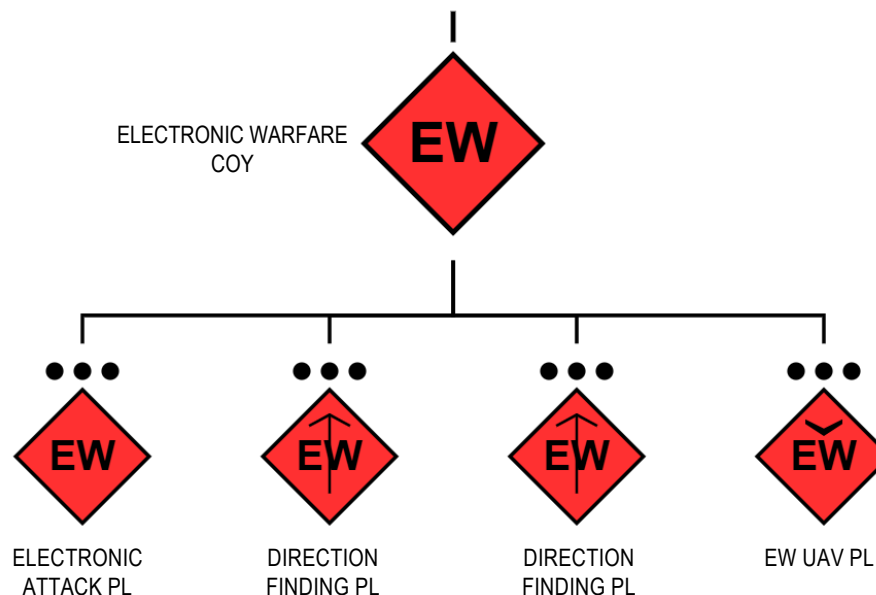 EW
ELECTRONIC WARFARE
COY
EW
EW
EW
EW
ELECTRONIC
ATTACK PL
DIRECTION
FINDING PL
DIRECTION
FINDING PL
EW UAV PL